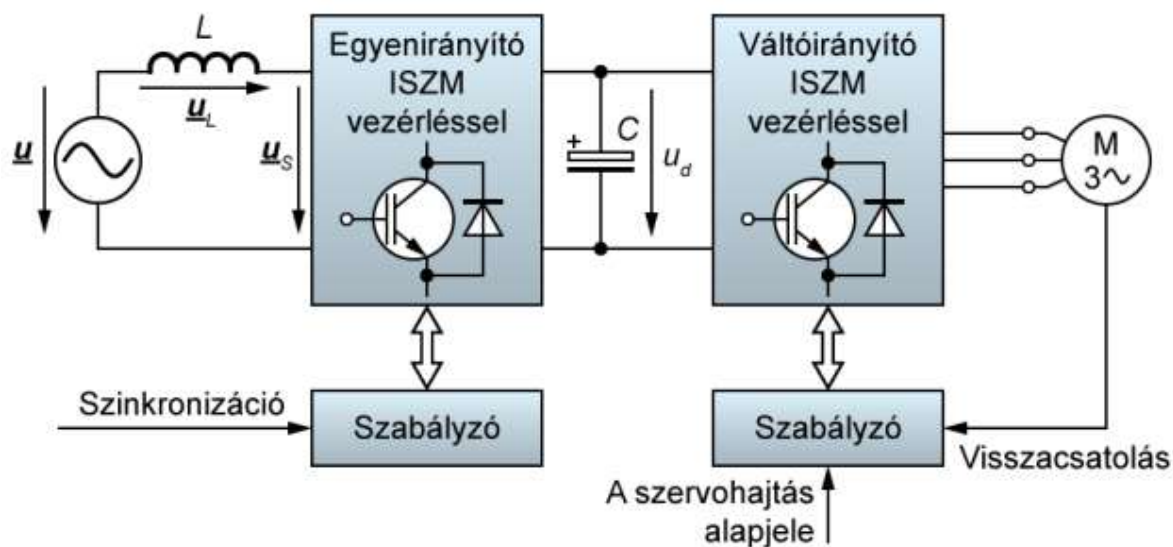 L
Egyenirányító
ISZM
vezérléssel
Váltóirányító
ISZM
vezérléssel
u
u_L
u_S
+
C
u_d
M
3~
Szinkronizáció
Szabályzó
Szabályzó
Visszacsatolás
A szervohajtás
alapjele